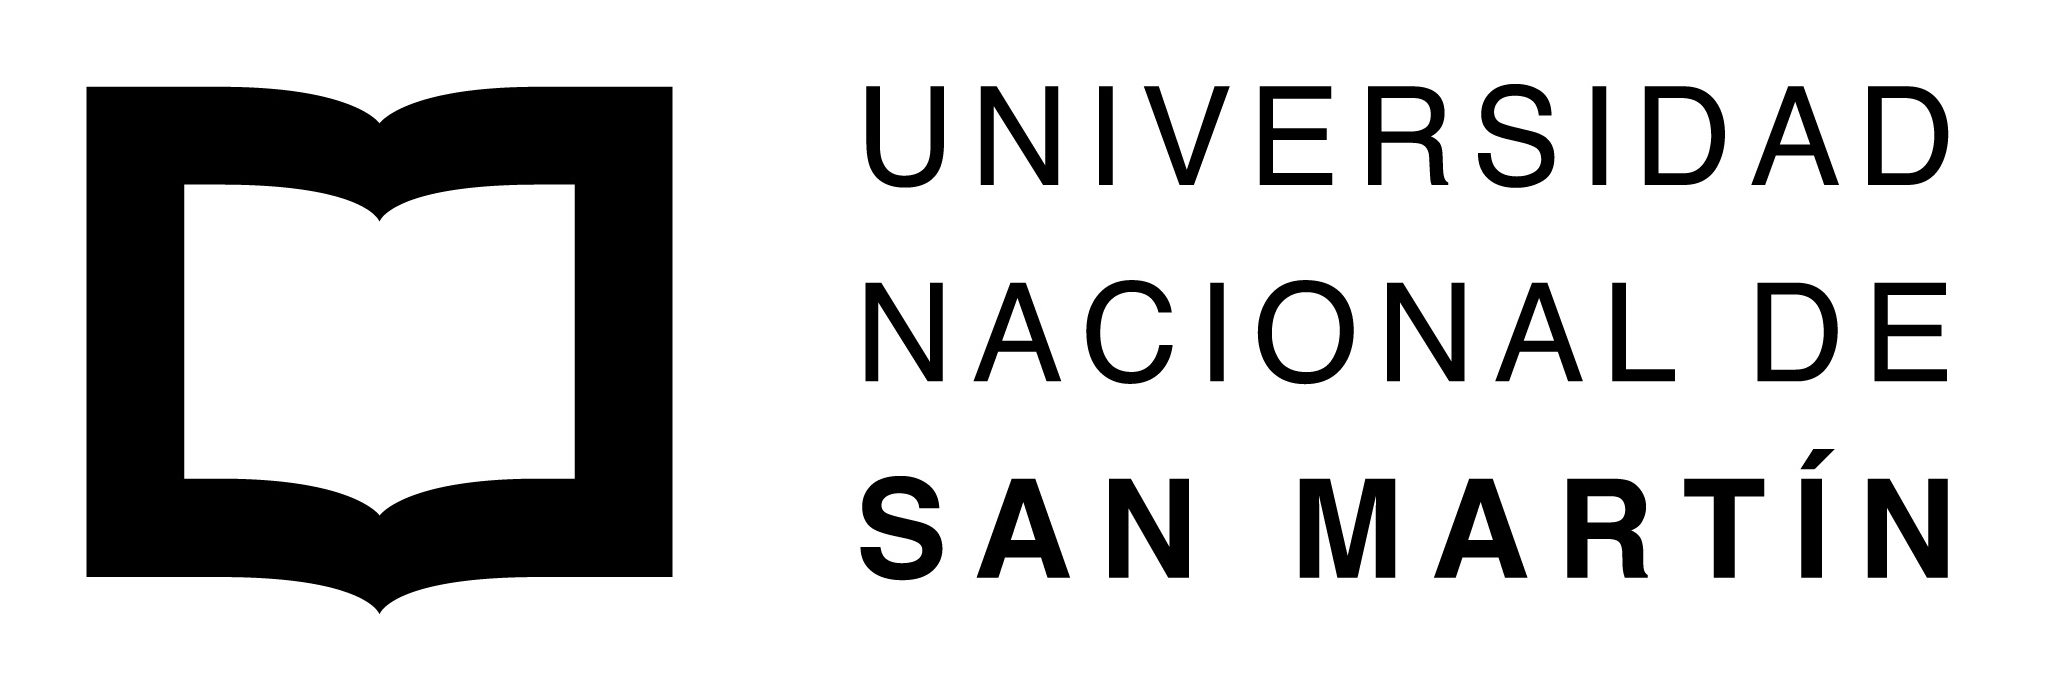 UNIVERSIDAD
NACIONAL DE
SAN MARTÍN